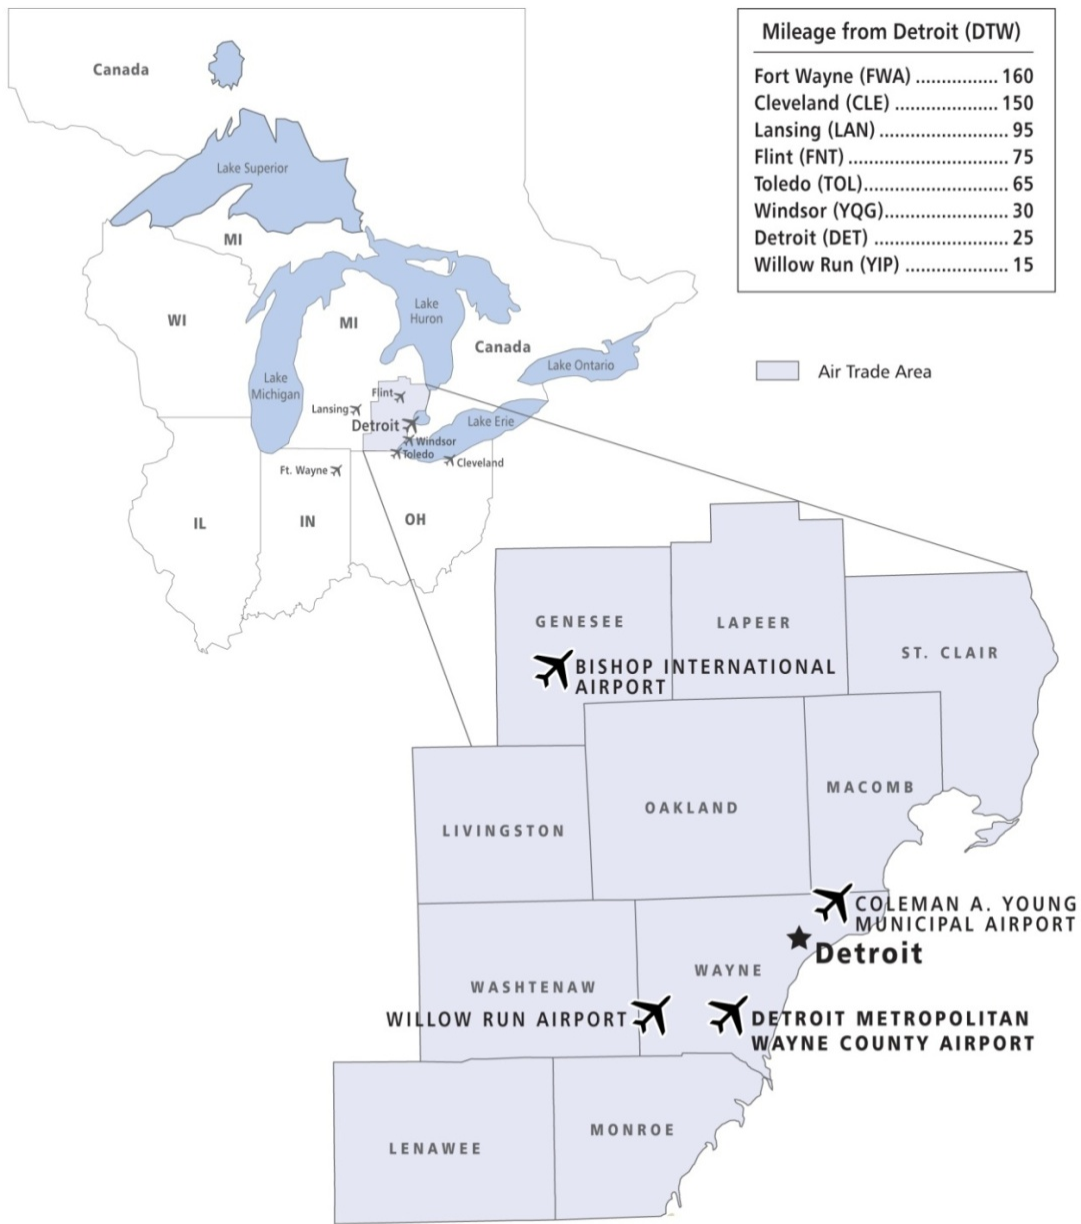 Canada
Lake Superior
MI
WI
MI
Lake
Huron
Canada
Lake Ontario
Lake
Michigan
Flint
Lansing
Detroit
Lake Erie
Windsor
Toledo
Cleveland
Ft. Wayne
IL
IN
OH
Mileage from Detroit (DTW)
Fort Wayne (FWA) ............... 160
Cleveland (CLE) ................... 150
Lansing (LAN) ........................ 95
Flint (FNT) .............................. 75
Toledo (TOL)........................... 65
Windsor (YQG)....................... 30
Detroit (DET) ......................... 25
Willow Run (YIP) ................... 15
Air Trade Area
GENESEE
LAPEER
ST. CLAIR
BISHOP INTERNATIONAL
AIRPORT
MACOMB
OAKLAND
LIVINGSTON
COLEMAN A. YOUNG
MUNICIPAL AIRPORT
Detroit
WAYNE
WASHTENAW
WILLOW RUN AIRPORT
DETROIT METROPOLITAN
WAYNE COUNTY AIRPORT
MONROE
LENAWEE